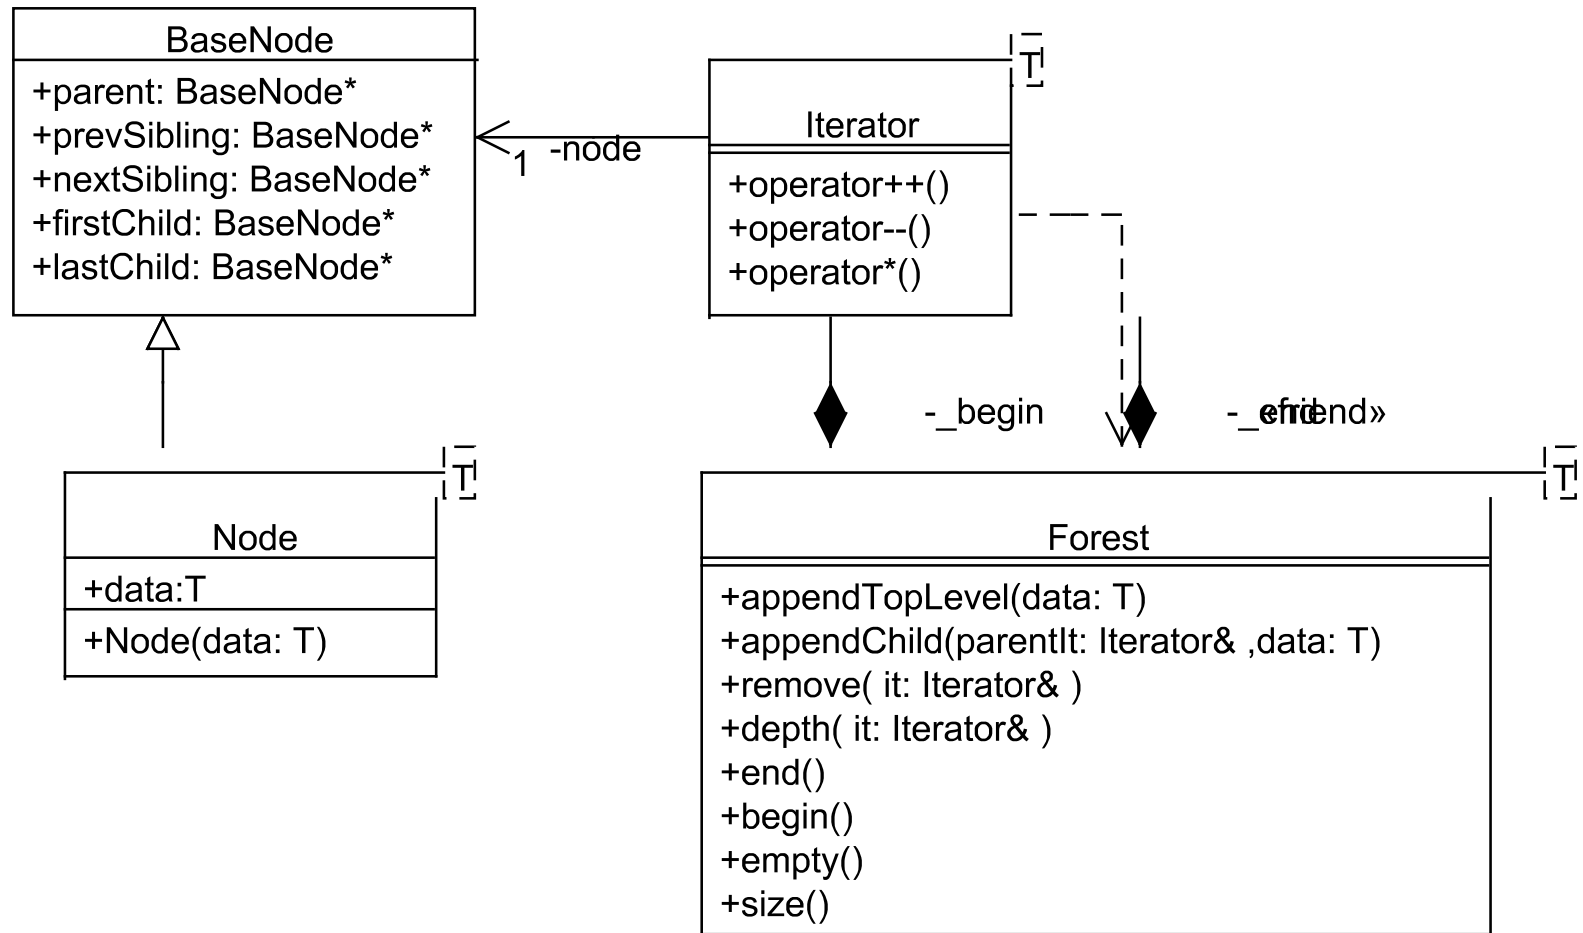 BaseNode
+parent: BaseNode*
+prevSibling: BaseNode*
+nextSibling: BaseNode*
+firstChild: BaseNode*
+lastChild: BaseNode*
1 -node
T
Iterator
+operator++()
+operator--()
+operator*()
-_begin
-_end
«friend»
T
Node
+data:T
+Node(data: T)
T
Forest
+appendTopLevel(data: T)
+appendChild(parentIt: Iterator& ,data: T)
+remove( it: Iterator& )
+depth( it: Iterator& )
+end()
+begin()
+empty()
+size()